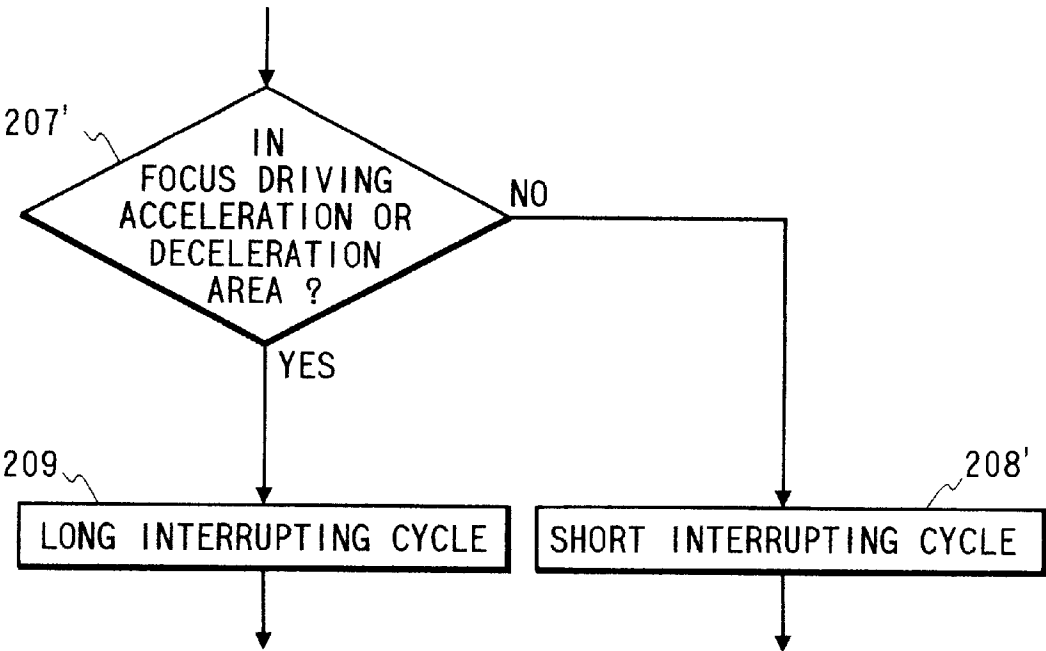 207'
IN
FOCUS DRIVING
ACCELERATION OR
DECELERATION
AREA ?
NO
YES
209
LONG INTERRUPTING CYCLE
208'
SHORT INTERRUPTING CYCLE